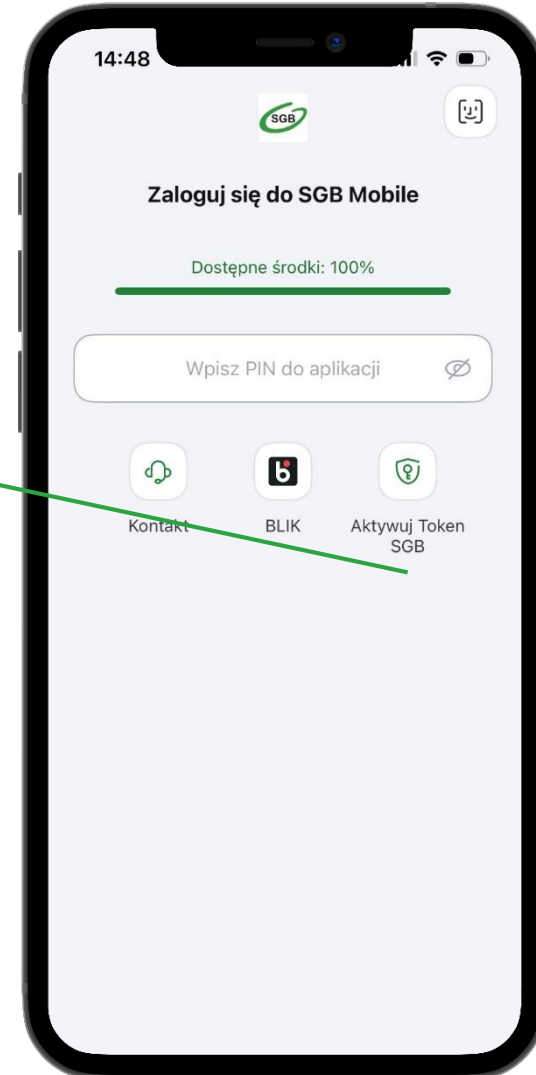 14:48
SGB
Zaloguj się do SGB Mobile
Dostępne środki: 100%
Wpisz PIN do aplikacji
Kontakt
BLIK
Aktywuj Token
SGB